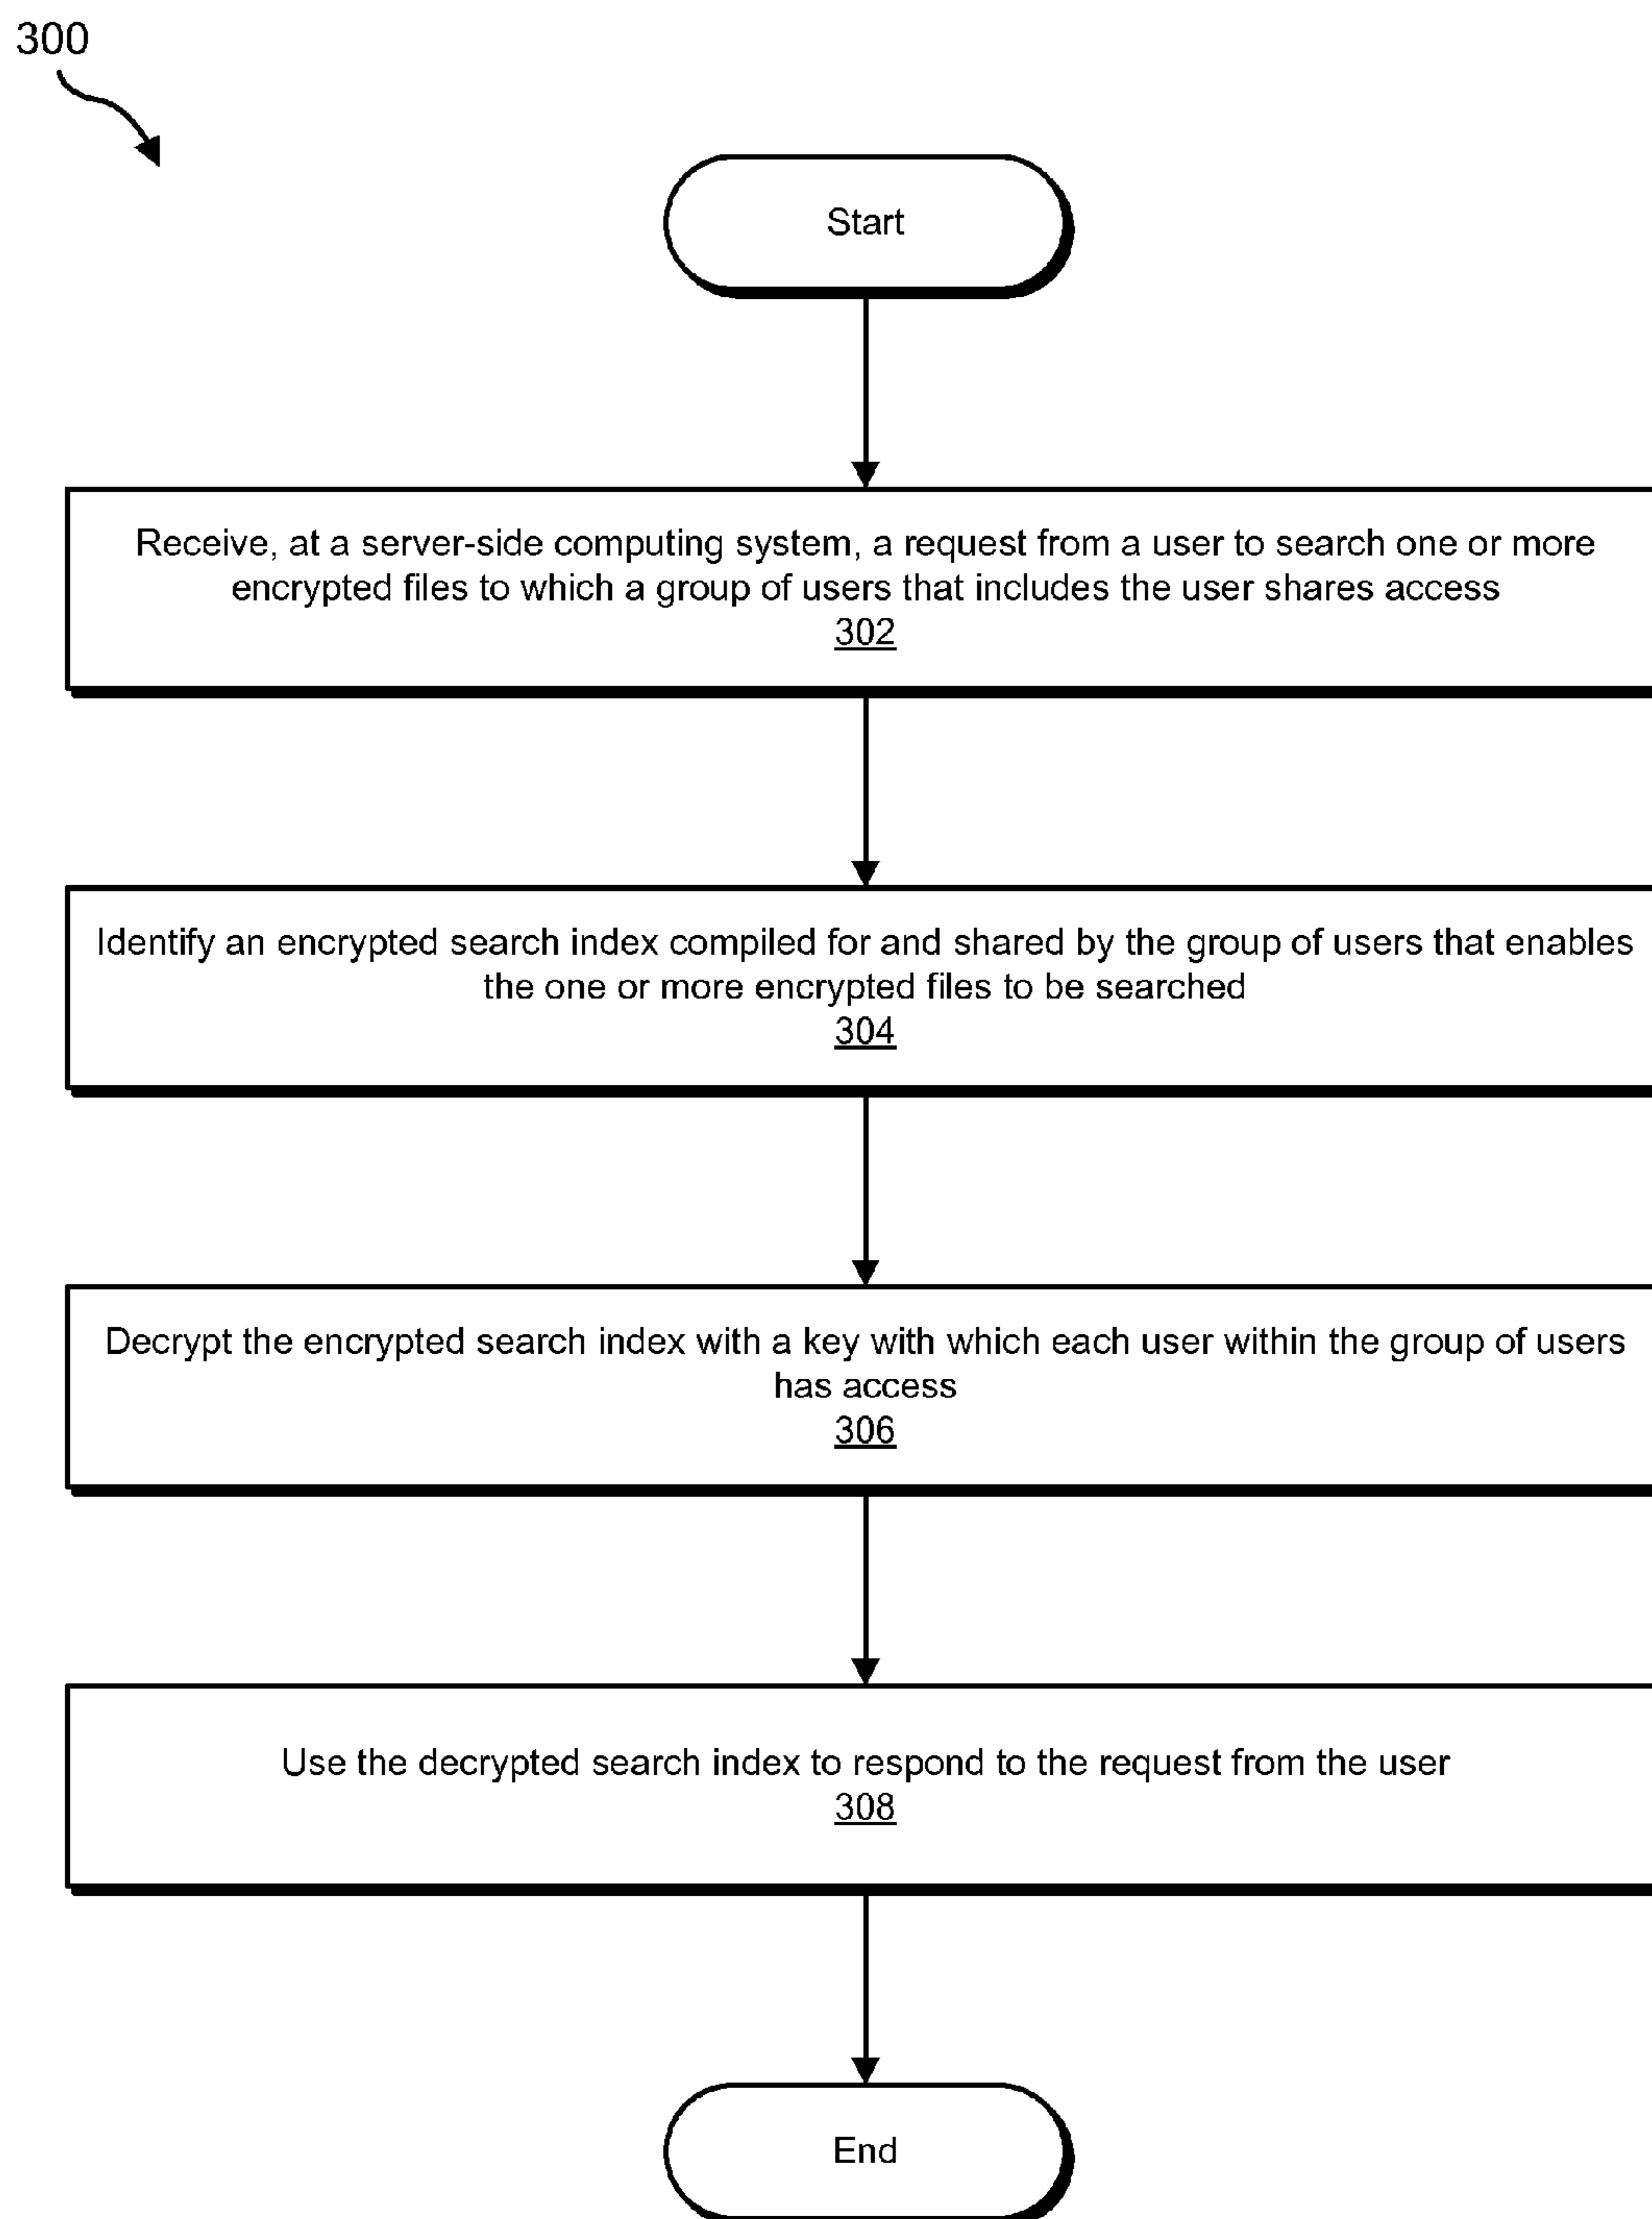 300
Start
Receive, at a server-side computing system, a request from a user to search one or more
encrypted files to which a group of users that includes the user shares access
302
Identify an encrypted search index compiled for and shared by the group of users that enables
the one or more encrypted files to be searched
304
Decrypt the encrypted search index with a key with which each user within the group of users
has access
306
Use the decrypted search index to respond to the request from the user
308
End